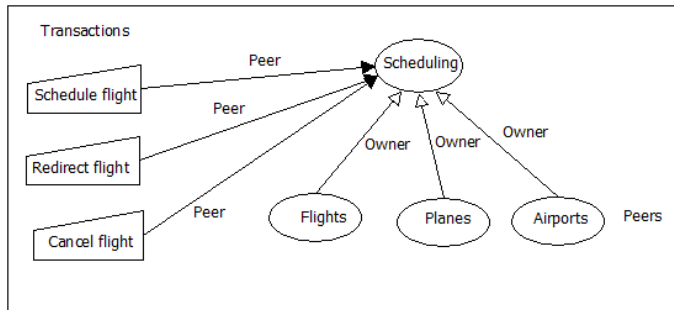 Transactions
Peer
Scheduling
Schedule flight
Peer
Redirect flight
Owner
Owner
Owner
Peer
Flights
Planes
Airports
Peers
Cancel flight